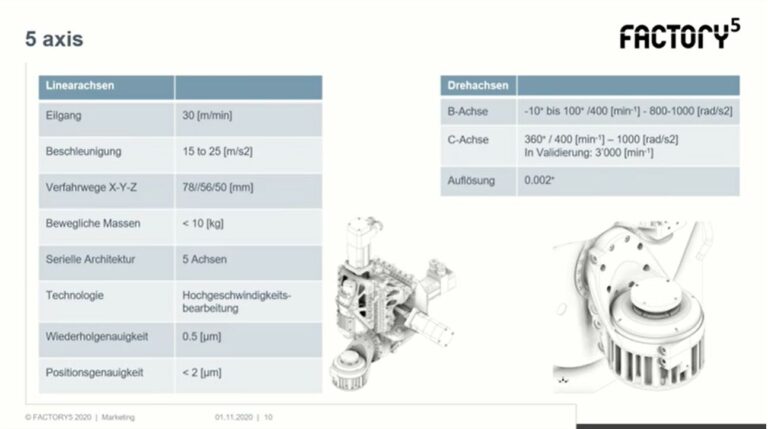 5 axis
FACTORY5
Linearachsen
Eilgang 30 [m/min]
Beschleunigung 15 to 25 [m/s2]
Verfahrwege X-Y-Z 78//56/50 [mm]
Bewegliche Massen < 10 [kg]
Serielle Architektur 5 Achsen
Technologie Hochgeschwindigkeits-
bearbeitung
Wiederholgenauigkeit 0.5 [µm]
Positionsgenauigkeit < 2 [µm]
Drehachsen
B-Achse -10° bis 100° /400 [min-1] - 800-1000 [rad/s2]
C-Achse 360° / 400 [min-1] – 1000 [rad/s2]
In Validierung: 3'000 [min-1]
Auflösung 0.002°
© FACTORY5 2020 | Marketing 01.11.2020 | 10